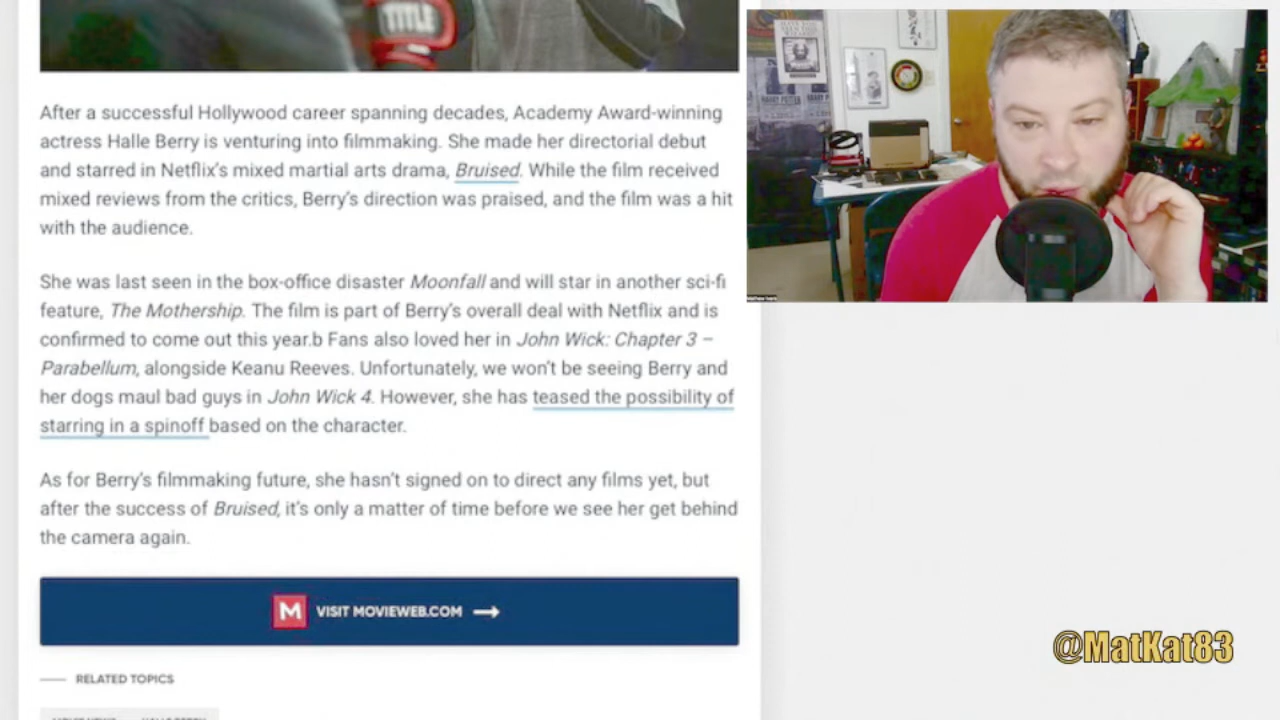 TITLE
After a successful Hollywood career spanning decades, Academy Award-winning
actress Halle Berry is venturing into filmmaking. She made her directorial debut
and starred in Netflix's mixed martial arts drama, Bruised. While the film received
mixed reviews from the critics, Berry's direction was praised, and the film was a hit
with the audience.
She was last seen in the box-office disaster Moonfall and will star in another sci-fi
feature, The Mothership. The film is part of Berry's overall deal with Netflix and is
confirmed to come out this year.b Fans also loved her in John Wick: Chapter 3 –
Parabellum, alongside Keanu Reeves. Unfortunately, we won't be seeing Berry and
her dogs maul bad guys in John Wick 4. However, she has teased the possibility of
starring in a spinoff based on the character.
As for Berry's filmmaking future, she hasn't signed on to direct any films yet, but
after the success of Bruised, it's only a matter of time before we see her get behind
the camera again.
M VISIT MOVIEWEB.COM
RELATED TOPICS
HARRY POTTER
@MatKat83